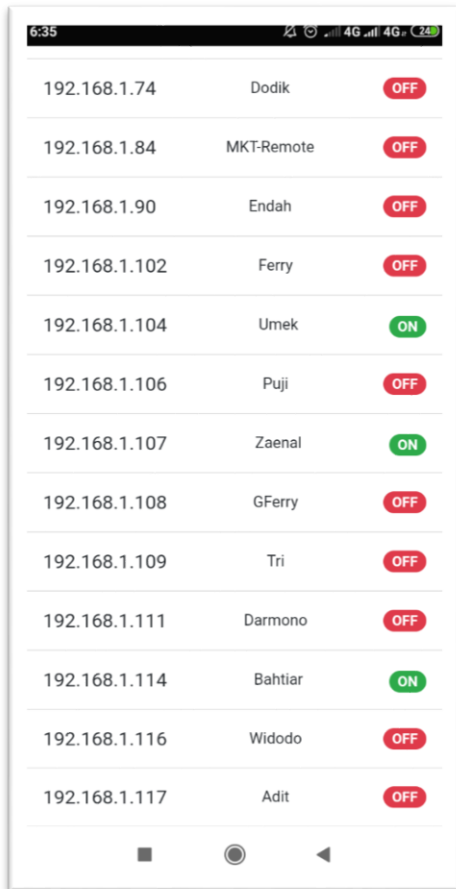 6:35 4G 4G 24
192.168.1.74 Dodik OFF
192.168.1.84 MKT-Remote OFF
192.168.1.90 Endah OFF
192.168.1.102 Ferry OFF
192.168.1.104 Umek ON
192.168.1.106 Puji OFF
192.168.1.107 Zaenal ON
192.168.1.108 GFerry OFF
192.168.1.109 Tri OFF
192.168.1.111 Darmono OFF
192.168.1.114 Bahtiar ON
192.168.1.116 Widodo OFF
192.168.1.117 Adit OFF